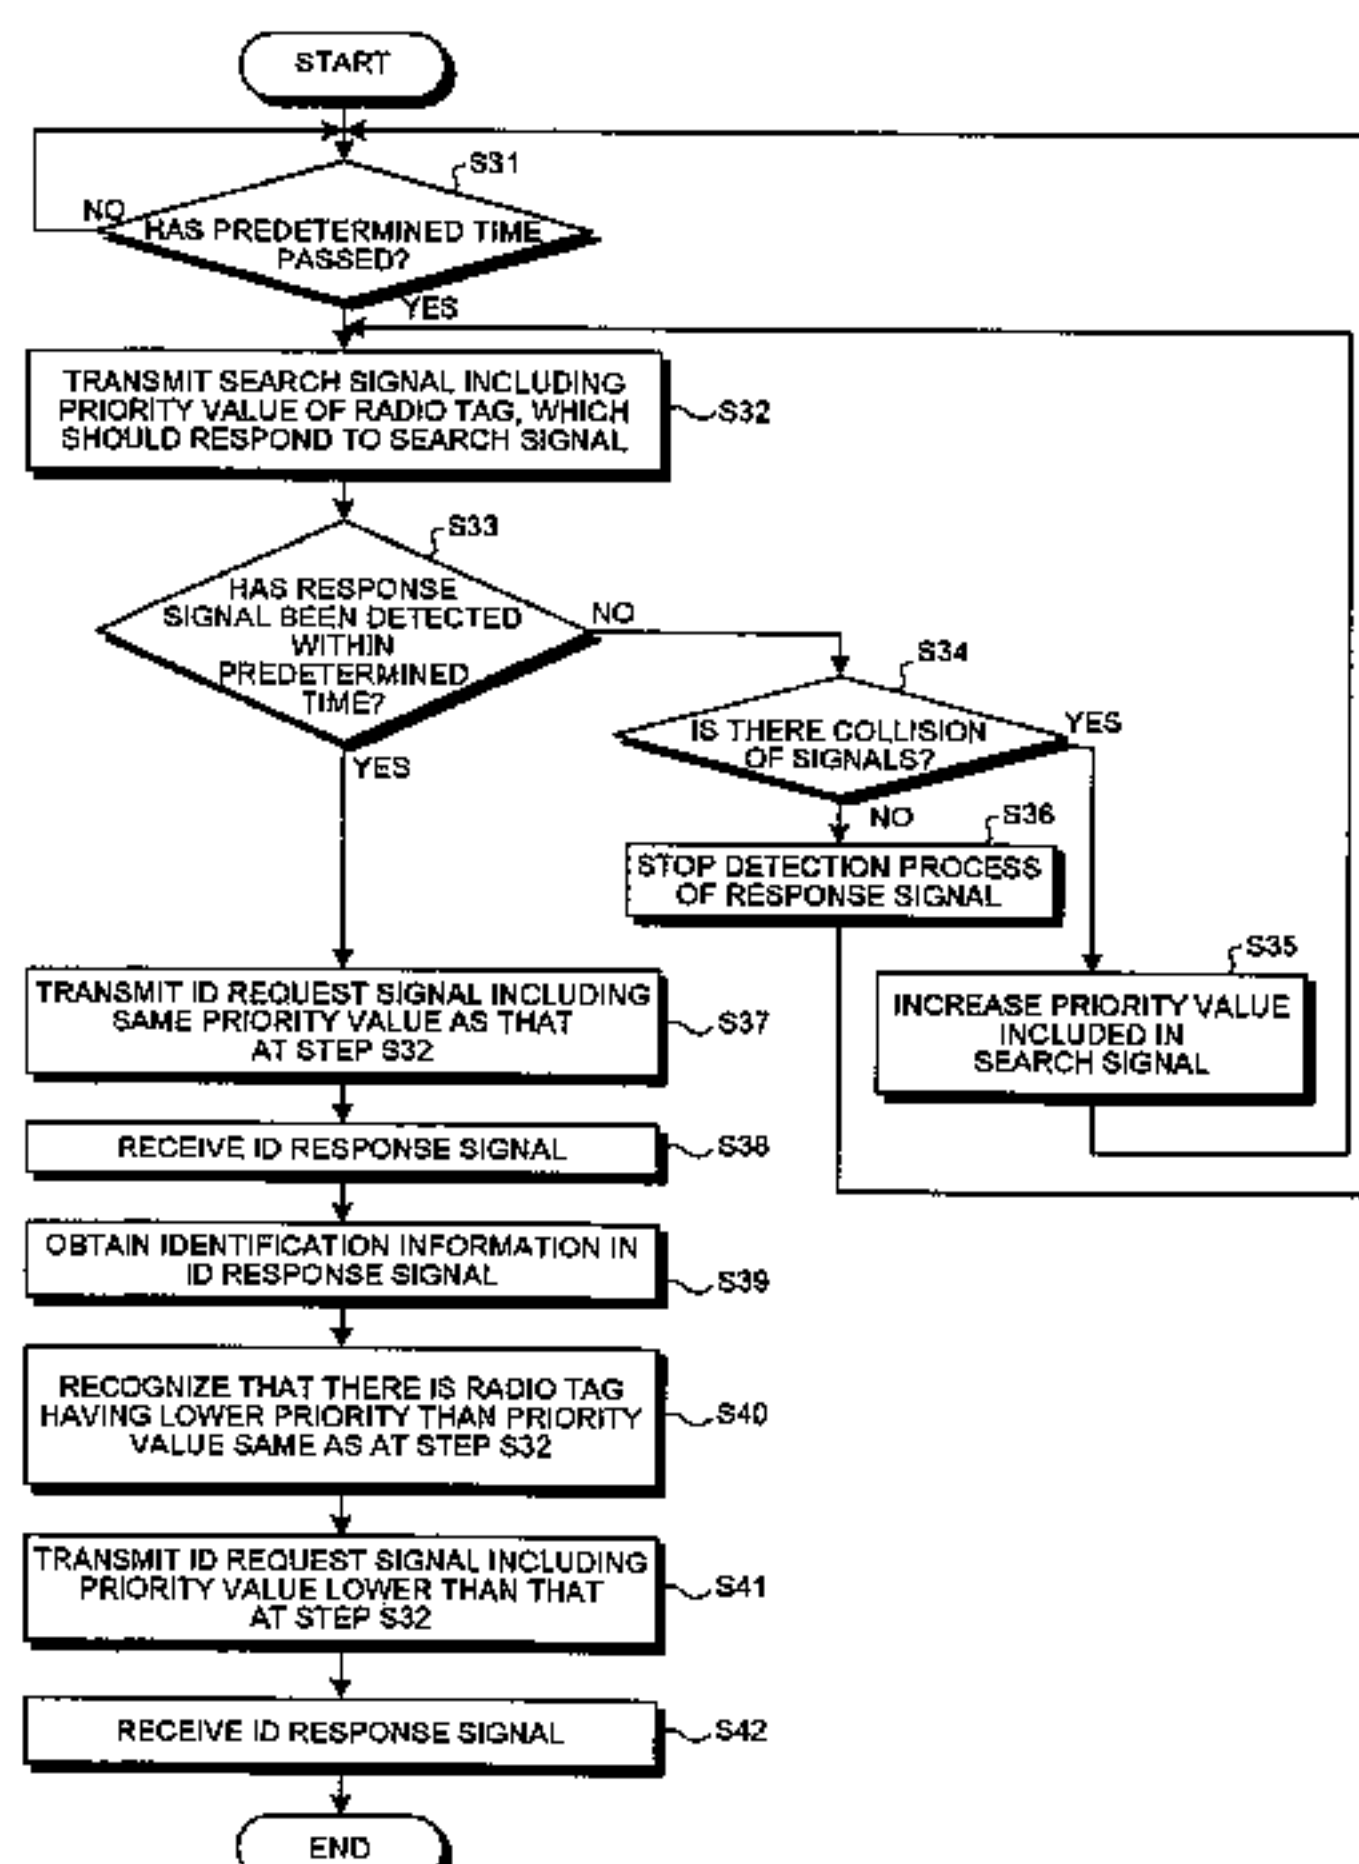 START
S31
NO
HAS PREDETERMINED TIME
PASSED?
YES
TRANSMIT SEARCH SIGNAL INCLUDING
PRIORITY VALUE OF RADIO TAG, WHICH
SHOULD RESPOND TO SEARCH SIGNAL
S32
S33
HAS RESPONSE
SIGNAL BEEN DETECTED
WITHIN
PREDETERMINED
TIME?
NO
YES
S34
IS THERE COLLISION
OF SIGNALS?
YES
NO
S36
STOP DETECTION PROCESS
OF RESPONSE SIGNAL
S35
INCREASE PRIORITY VALUE
INCLUDED IN
SEARCH SIGNAL
TRANSMIT ID REQUEST SIGNAL INCLUDING
SAME PRIORITY VALUE AS THAT
AT STEP S32
S37
RECEIVE ID RESPONSE SIGNAL
S38
OBTAIN IDENTIFICATION INFORMATION IN
ID RESPONSE SIGNAL
S39
RECOGNIZE THAT THERE IS RADIO TAG
HAVING LOWER PRIORITY THAN PRIORITY
VALUE SAME AS AT STEP S32
S40
TRANSMIT ID REQUEST SIGNAL INCLUDING
PRIORITY VALUE LOWER THAN THAT
AT STEP S32
S41
RECEIVE ID RESPONSE SIGNAL
S42
END